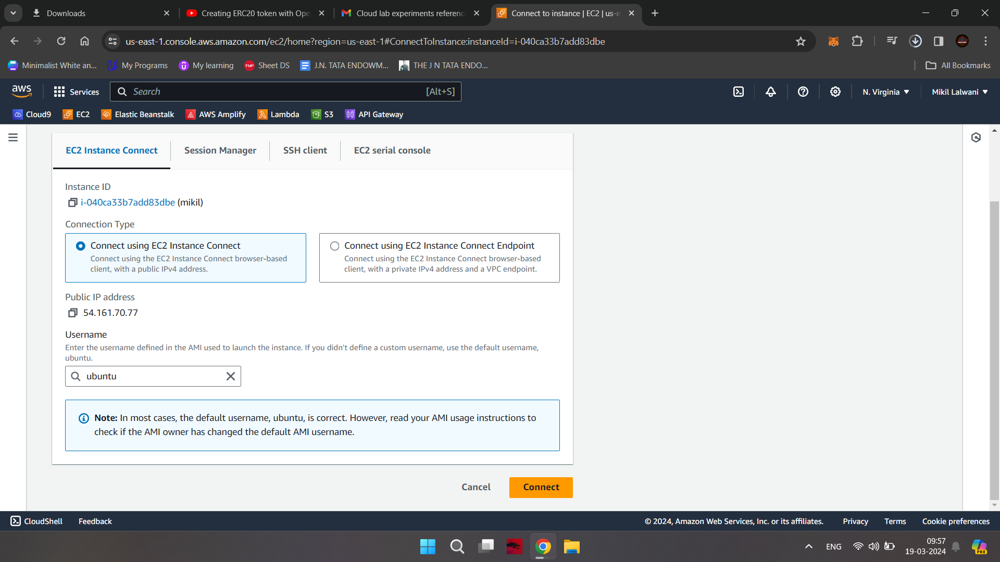 Downloads
Creating ERC20 token with Ope
Cloud lab experiments referenc
Connect to instance | EC2 | us-e
us-east-1.console.aws.amazon.com/ec2/home?region=us-east-1#ConnectToInstance:instanceId=i-040ca33b7add83dbe
Minimalist White an...
My Programs
My learning
TUF
Sheet DS
J.N. TATA ENDOWM...
THE J N TATA ENDO...
All Bookmarks
aws
Services
Search
[Alt+S]
N. Virginia
Mikil Lalwani
Cloud9
EC2
Elastic Beanstalk
AWS Amplify
Lambda
S3
API Gateway
EC2 Instance Connect
Session Manager
SSH client
EC2 serial console
Instance ID
i-040ca33b7add83dbe (mikil)
Connection Type
Connect using EC2 Instance Connect
Connect using the EC2 Instance Connect browser-based
client, with a public IPv4 address.
Connect using EC2 Instance Connect Endpoint
Connect using the EC2 Instance Connect browser-based
client, with a private IPv4 address and a VPC endpoint.
Public IP address
54.161.70.77
Username
Enter the username defined in the AMI used to launch the instance. If you didn't define a custom username, use the default username,
ubuntu.
ubuntu
Note: In most cases, the default username, ubuntu, is correct. However, read your AMI usage instructions to
check if the AMI owner has changed the default AMI username.
Cancel
Connect
CloudShell
Feedback
© 2024, Amazon Web Services, Inc. or its affiliates.
Privacy
Terms
Cookie preferences
ENG
09:57
19-03-2024
PRE